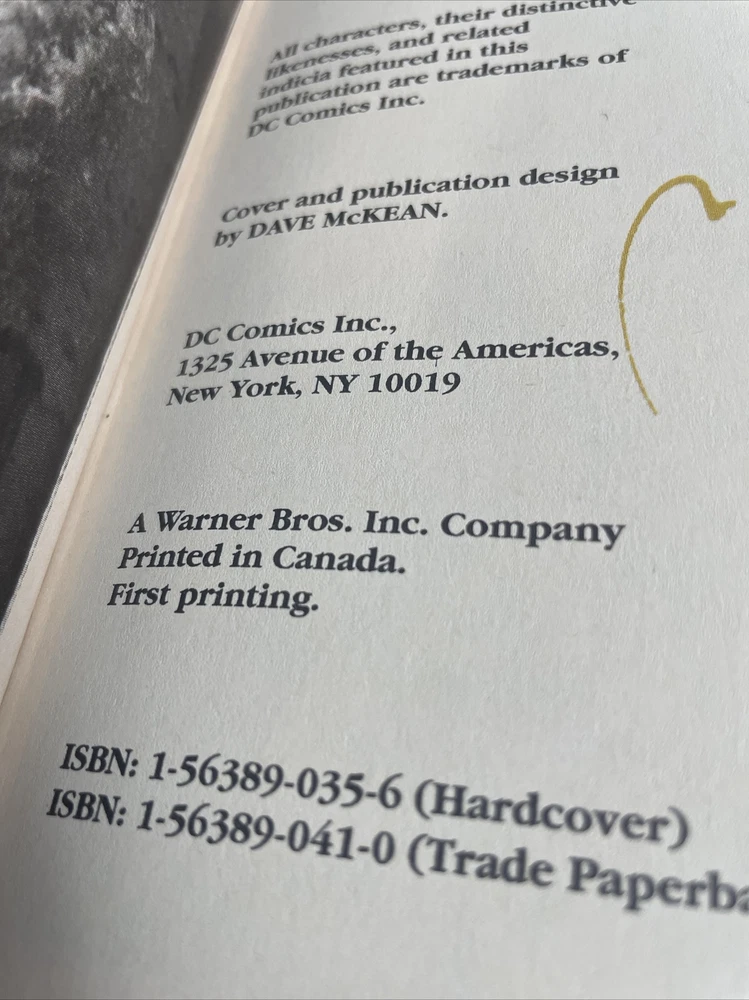 All characters, their distinctive
likenesses, and related
indicia featured in this
publication are trademarks of
DC Comics Inc.
Cover and publication design
by DAVE McKEAN.
DC Comics Inc.,
1325 Avenue of the Americas,
New York, NY 10019
A Warner Bros. Inc. Company
Printed in Canada.
First printing.
ISBN: 1-56389-035-6 (Hardcover)
ISBN: 1-56389-041-0 (Trade Paperba